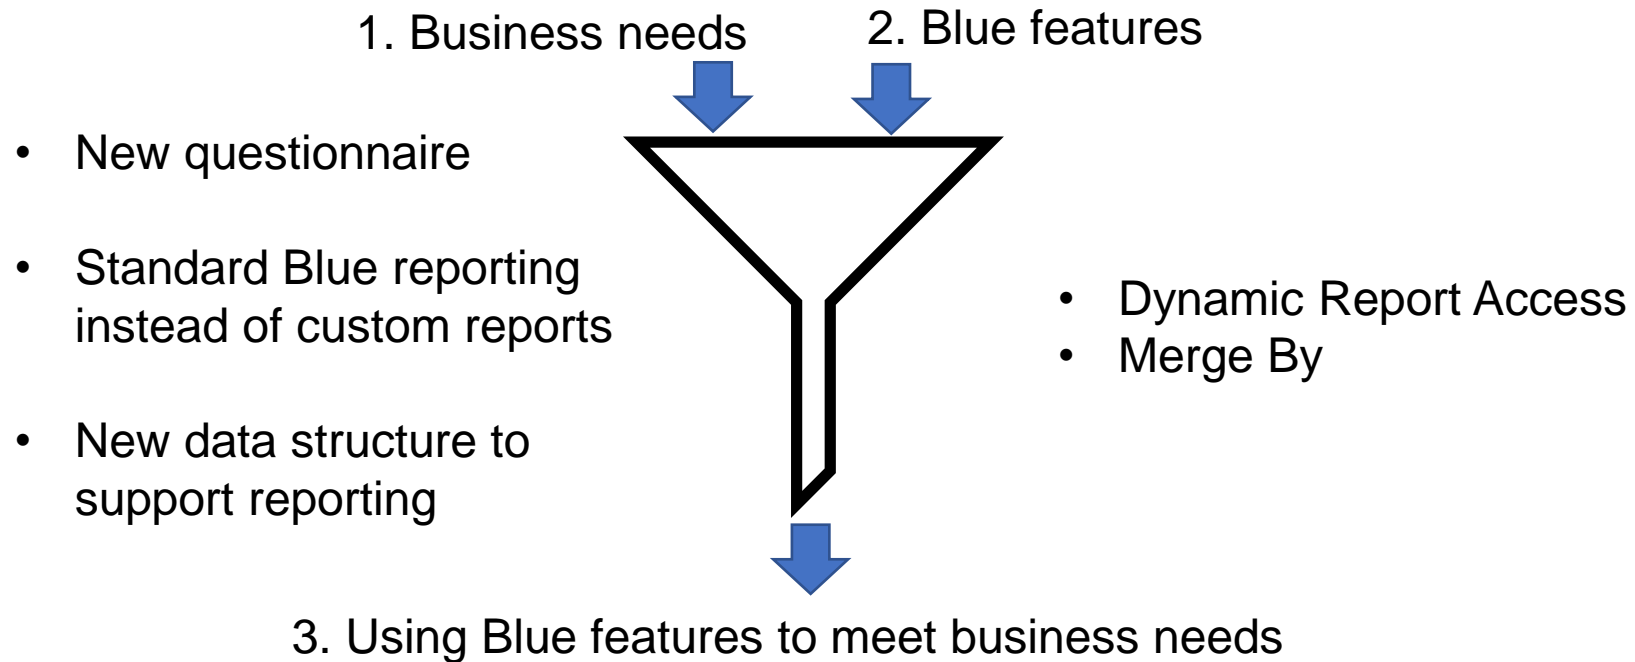 1. Business needs
2. Blue features
• New questionnaire
• Standard Blue reporting
instead of custom reports
• New data structure to
support reporting
• Dynamic Report Access
• Merge By
3. Using Blue features to meet business needs